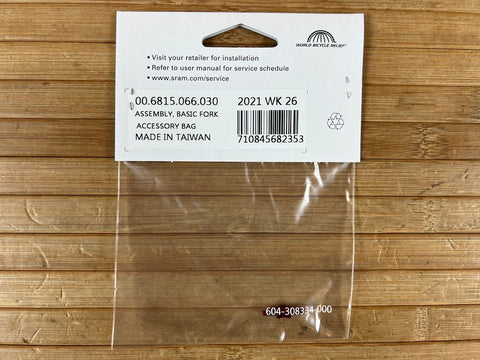 WORLD BICYCLE RELIEF
• Visit your retailer for installation
• Refer to user manual for service schedule
• www.sram.com/service
00.6815.066.030
2021 WK 26
ASSEMBLY, BASIC FORK
ACCESSORY BAG
MADE IN TAIWAN
710845682353
604-308334-000